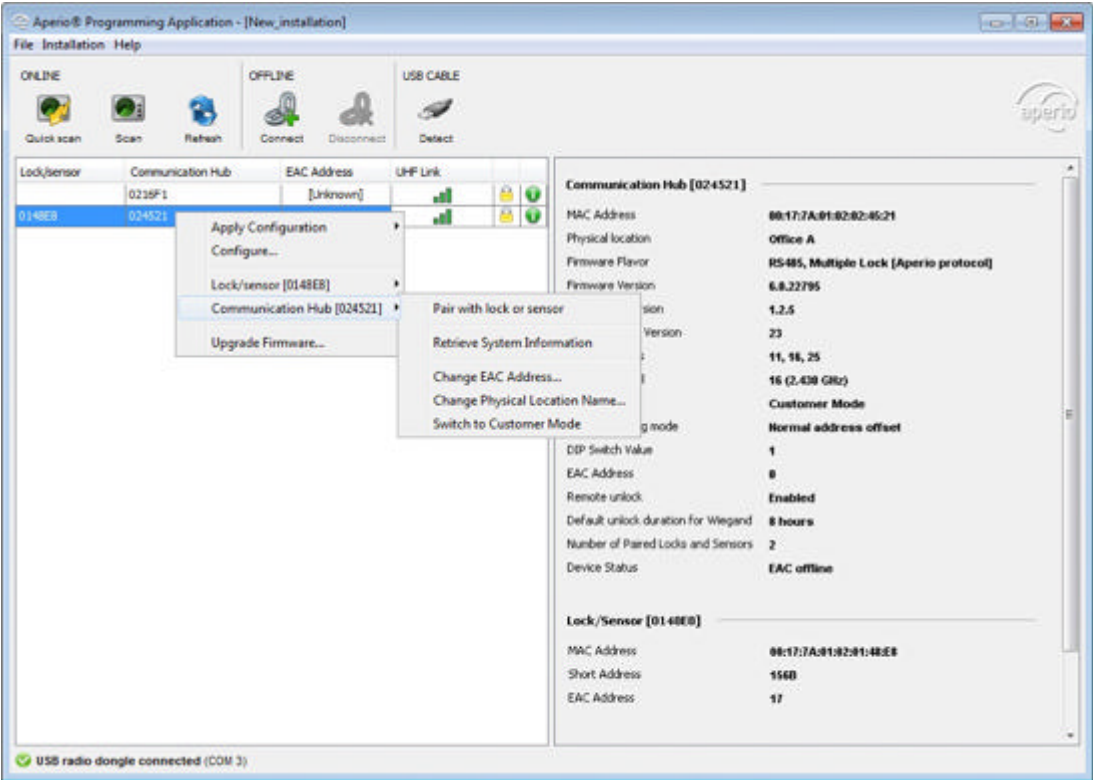 Aperio® Programming Application - [New_installation]
File Installation Help
ONLINE OFFLINE USB CABLE
Quick scan Scan Refresh Connect Disconnect Detect
aperio
Lock/sensor Communication Hub EAC Address UHF Link
0216F1 [Unknown]
0148E8 024521
Apply Configuration
Configure...
Lock/sensor [0148E8]
Communication Hub [024521]
Upgrade Firmware...
Pair with lock or sensor
Retrieve System Information
Change EAC Address...
Change Physical Location Name...
Switch to Customer Mode
Communication Hub [024521]
MAC Address 00:17:7A:01:02:02:45:21
Physical location Office A
Firmware Flavor RS485, Multiple Lock [Aperio protocol]
Firmware Version 6.0.22795
sion 1.2.5
Version 23
11, 16, 25
16 (2.430 GHz)
Customer Mode
g mode Normal address offset
DIP Switch Value 1
EAC Address 0
Remote unlock Enabled
Default unlock duration for Wiegand 8 hours
Number of Paired Locks and Sensors 2
Device Status EAC offline
Lock/Sensor [0148E8]
MAC Address 00:17:7A:01:02:01:48:E8
Short Address 156B
EAC Address 17
USB radio dongle connected (COM 3)